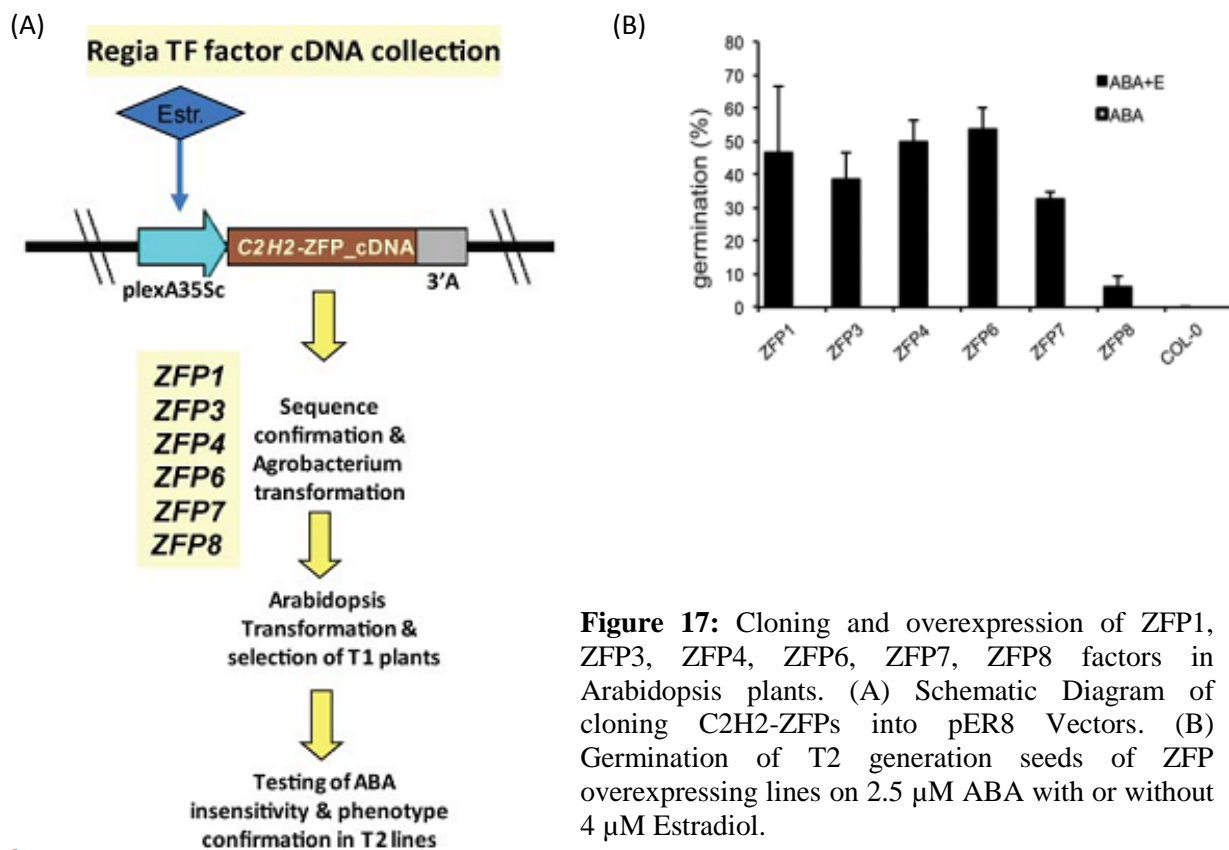 (A)
Regia TF factor cDNA collection
Estr.
C2H2-ZFP_cDNA
plexA35Sc
3'A
ZFP1
ZFP3
ZFP4
ZFP6
ZFP7
ZFP8
Sequence
confirmation &
Agrobacterium
transformation
Arabidopsis
Transformation &
selection of T1 plants
Testing of ABA
insensitivity & phenotype
confirmation in T2 lines
(B)
germination (%)
80
70
60
50
40
30
20
10
0
ABA+E
ABA
ZFP1
ZFP3
ZFP4
ZFP6
ZFP7
ZFP8
COL-0
Figure 17: Cloning and overexpression of ZFP1,
ZFP3, ZFP4, ZFP6, ZFP7, ZFP8 factors in
Arabidopsis plants. (A) Schematic Diagram of
cloning C2H2-ZFPs into pER8 Vectors. (B)
Germination of T2 generation seeds of ZFP
overexpressing lines on 2.5 μM ABA with or without
4 μM Estradiol.